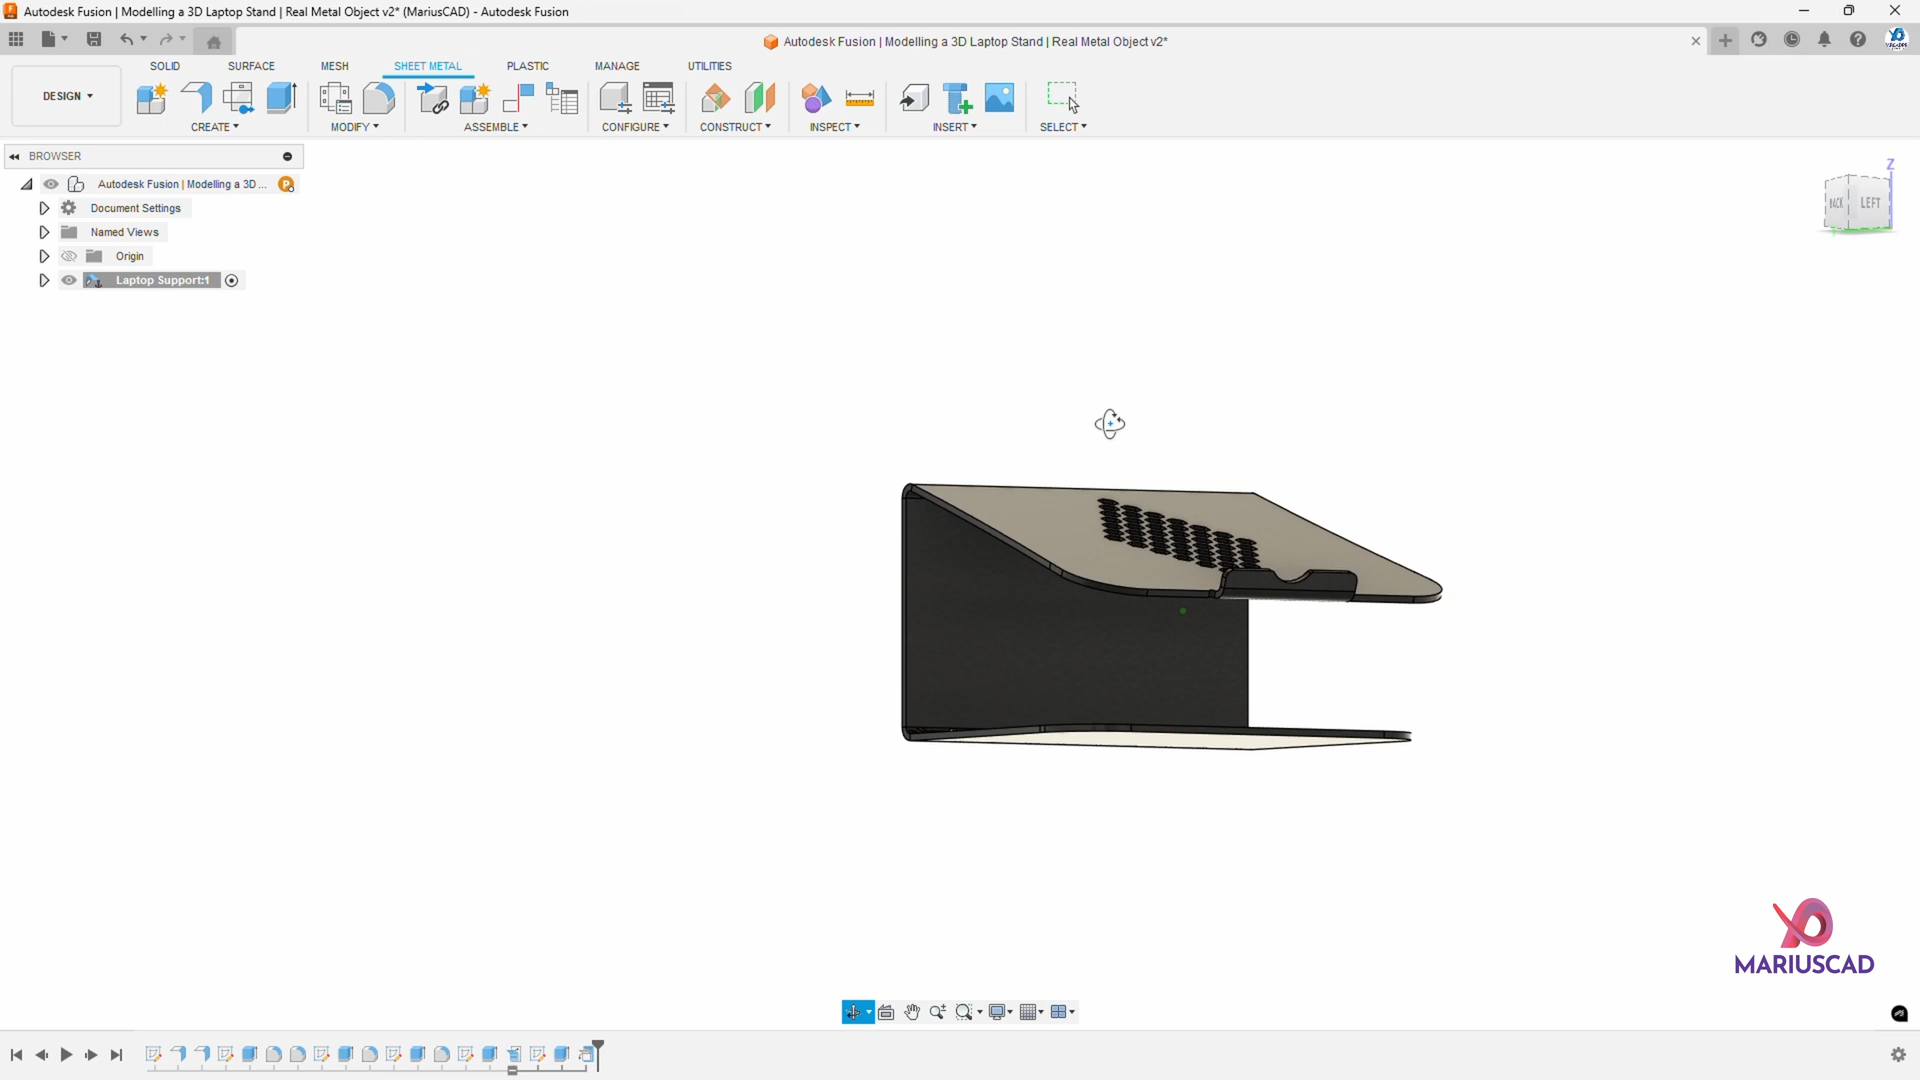 Autodesk Fusion | Modelling a 3D Laptop Stand | Real Metal Object v2* (MariusCAD) - Autodesk Fusion
Autodesk Fusion | Modelling a 3D Laptop Stand | Real Metal Object v2*
SOLID SURFACE MESH SHEET METAL PLASTIC MANAGE UTILITIES
DESIGN
CREATE MODIFY ASSEMBLE CONFIGURE CONSTRUCT INSPECT INSERT SELECT
BROWSER
Autodesk Fusion | Modelling a 3D ...
Document Settings
Named Views
Origin
Laptop Support:1
Z
BACK LEFT
MARIUSCAD